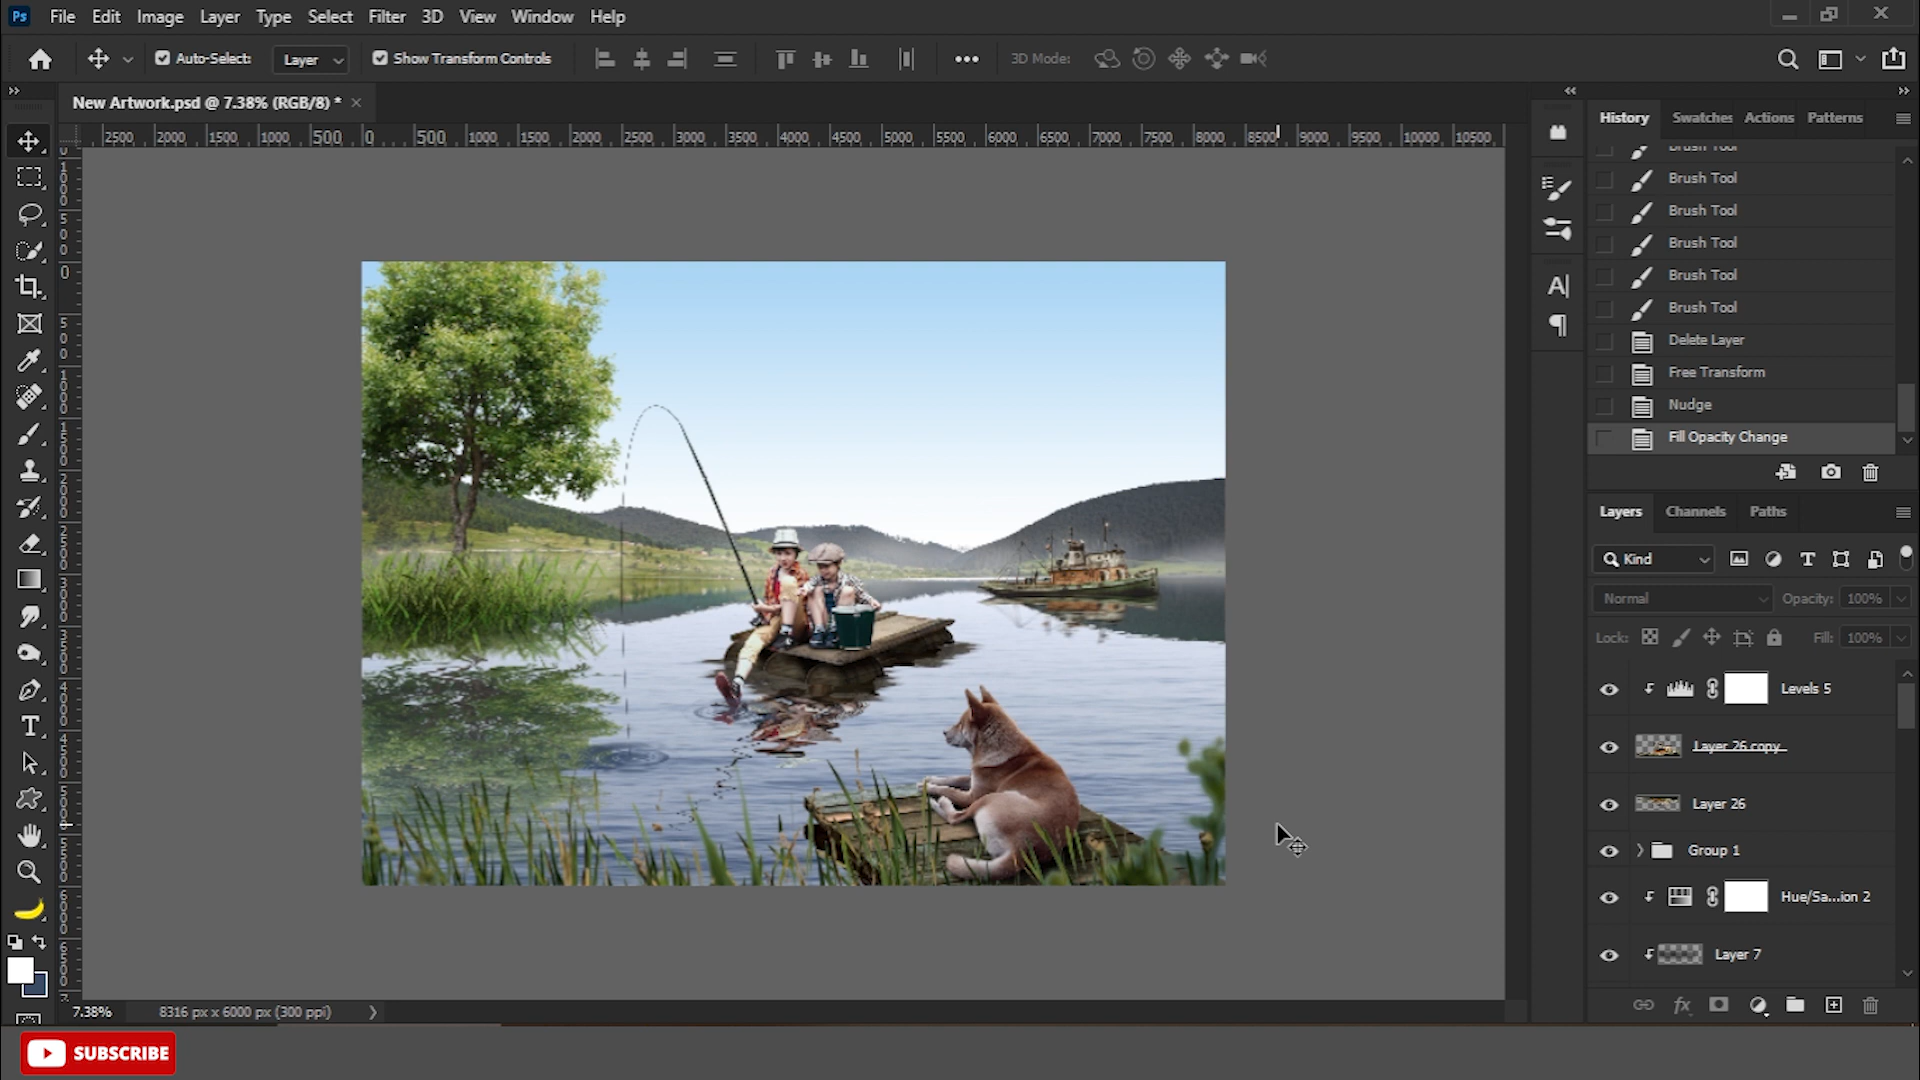 Ps File Edit Image Layer Type Select Filter 3D View Window Help
Auto-Select: Layer Show Transform Controls 3D Mode:
New Artwork.psd @ 7.38% (RGB/8) *
2500 2000 1500 1000 500 0 500 1000 1500 2000 2500 3000 3500 4000 4500 5000 5500 6000 6500 7000 7500 8000 8500 9000 9500 10000 10500
History Swatches Actions Patterns
Brush Tool
Brush Tool
Brush Tool
Brush Tool
Brush Tool
Brush Tool
Delete Layer
Free Transform
Nudge
Fill Opacity Change
Layers Channels Paths
Kind
Normal Opacity: 100%
Lock: Fill: 100%
Levels 5
Layer 26 copy
Layer 26
Group 1
Hue/Sa...ion 2
Layer 7
7.38% 8316 px x 6000 px (300 ppi)
SUBSCRIBE